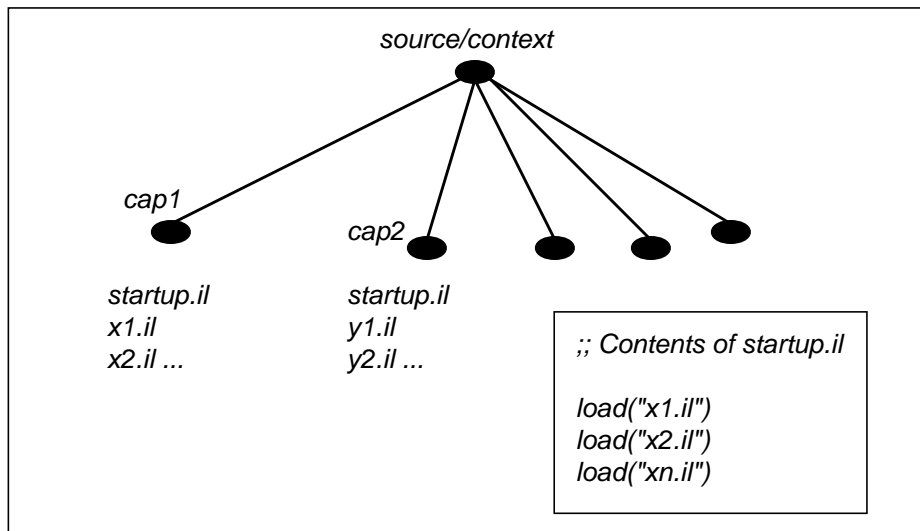 source/context
cap1
cap2
startup.il
x1.il
x2.il ...
startup.il
y1.il
y2.il ...
;; Contents of startup.il
load("x1.il")
load("x2.il")
load("xn.il")